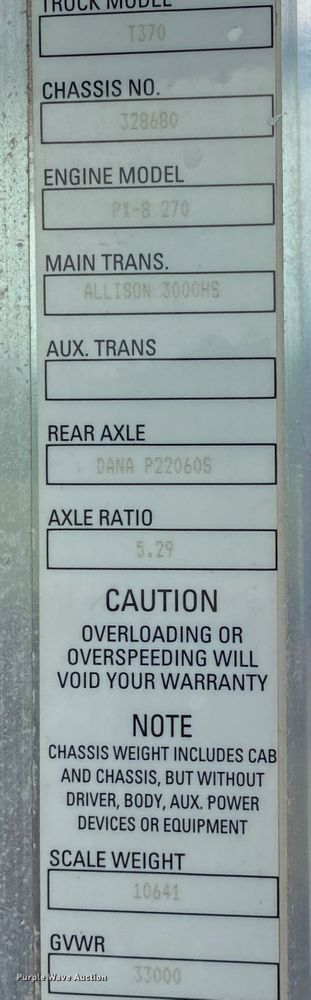 TRUCK MODEL
T370
CHASSIS NO.
328680
ENGINE MODEL
PX-8 270
MAIN TRANS.
ALLISON 3000HS
AUX. TRANS
REAR AXLE
DANA P22060S
AXLE RATIO
5.29
CAUTION
OVERLOADING OR
OVERSPEEDING WILL
VOID YOUR WARRANTY
NOTE
CHASSIS WEIGHT INCLUDES CAB
AND CHASSIS, BUT WITHOUT
DRIVER, BODY, AUX. POWER
DEVICES OR EQUIPMENT
SCALE WEIGHT
10641
GVWR
33000
Purple Wave Auction